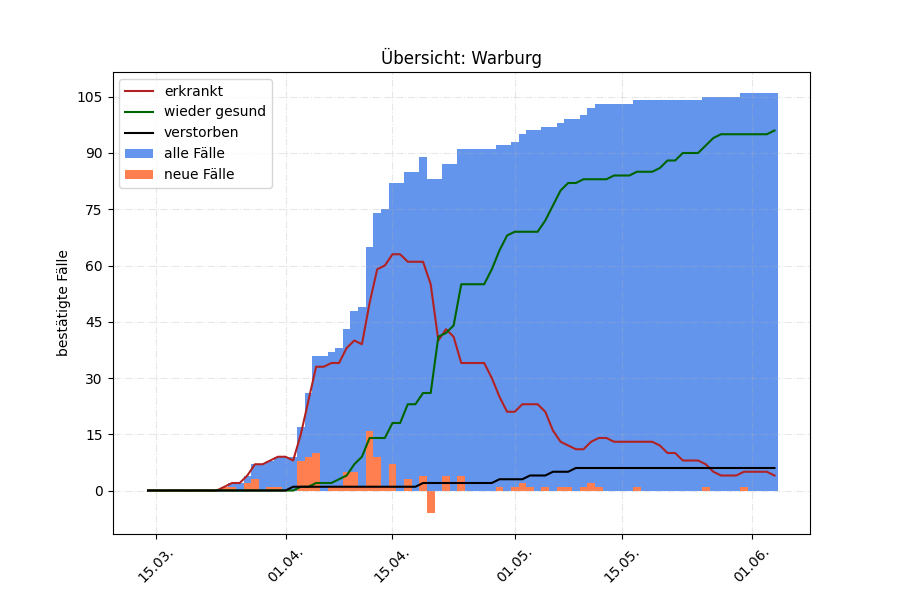 Übersicht: Warburg
erkrankt
wieder gesund
verstorben
alle Fälle
neue Fälle
bestätigte Fälle
105
90
75
60
45
30
15
0
15.03.
01.04.
15.04.
01.05.
15.05.
01.06.